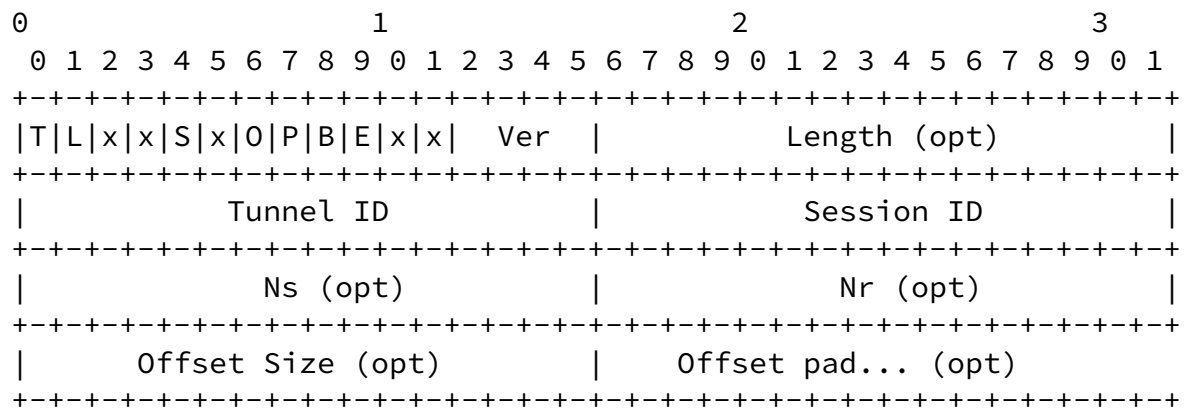 0                   1                   2                   3
 0 1 2 3 4 5 6 7 8 9 0 1 2 3 4 5 6 7 8 9 0 1 2 3 4 5 6 7 8 9 0 1
+-+-+-+-+-+-+-+-+-+-+-+-+-+-+-+-+-+-+-+-+-+-+-+-+-+-+-+-+-+-+-+-+
|T|L|x|x|S|x|O|P|B|E|x|x|  Ver  |          Length (opt)         |
+-+-+-+-+-+-+-+-+-+-+-+-+-+-+-+-+-+-+-+-+-+-+-+-+-+-+-+-+-+-+-+-+
|            Tunnel ID          |           Session ID          |
+-+-+-+-+-+-+-+-+-+-+-+-+-+-+-+-+-+-+-+-+-+-+-+-+-+-+-+-+-+-+-+-+
|             Ns (opt)          |             Nr (opt)          |
+-+-+-+-+-+-+-+-+-+-+-+-+-+-+-+-+-+-+-+-+-+-+-+-+-+-+-+-+-+-+-+-+
|      Offset Size (opt)        |    Offset pad... (opt)
+-+-+-+-+-+-+-+-+-+-+-+-+-+-+-+-+-+-+-+-+-+-+-+-+-+-+-+-+-+-+-+-+